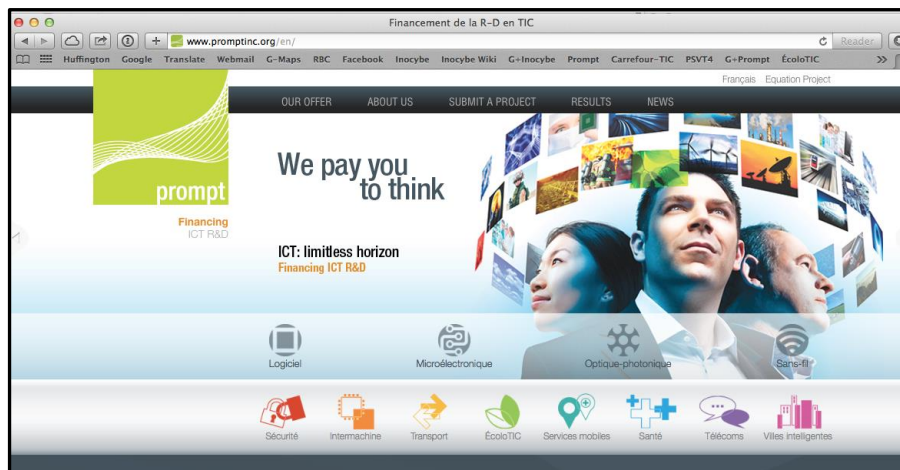 Financement de la R-D en TIC
www.promptinc.org/en/
Reader
Huffington Google Translate Webmail G-Maps RBC Facebook Inocybe Inocybe Wiki G+Inocybe Prompt Carrefour-TIC PSVT4 G+Prompt ÉcoloTIC
Français Equation Project
OUR OFFER ABOUT US SUBMIT A PROJECT RESULTS NEWS
prompt
Financing
ICT R&D
We pay you
to think
ICT: limitless horizon
Financing ICT R&D
Logiciel Microélectronique Optique-photonique Sans-fil
Sécurité Intermachine Transport ÉcoloTIC Services mobiles Santé Télécoms Villes intelligentes